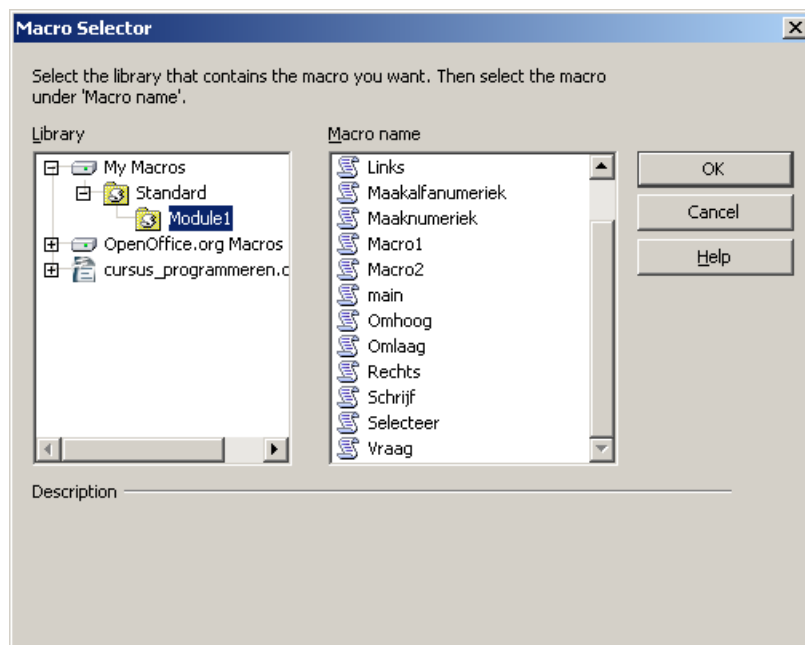 Macro Selector
Select the library that contains the macro you want. Then select the macro
under 'Macro name'.
Library
My Macros
Standard
Module1
OpenOffice.org Macros
cursus_programmeren.c
Macro name
Links
Maakalfanumeriek
Maaknumeriek
Macro1
Macro2
main
Omhoog
Omlaag
Rechts
Schrijf
Selecteer
Vraag
OK
Cancel
Help
Description